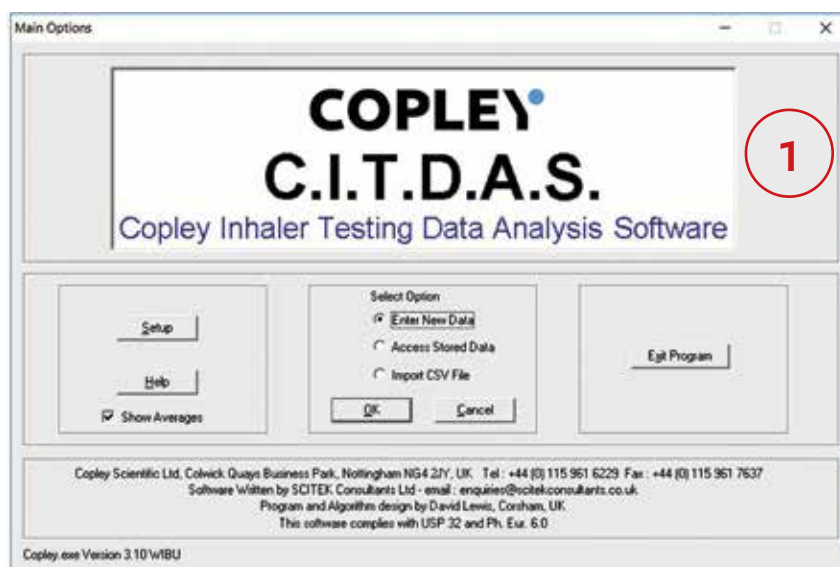 Main Options
COPLEY
C.I.T.D.A.S.
Copley Inhaler Testing Data Analysis Software
1
Setup
Help
Show Averages
Select Option
Enter New Data
Access Stored Data
Import CSV File
OK
Cancel
Exit Program
Copley Scientific Ltd, Colwick Quays Business Park, Nottingham NG4 2JY, UK Tel : +44 (0) 115 961 6229 Fax : +44 (0) 115 961 7637
Software Written by SCITEK Consultants Ltd - email : enquiries@scitekconsultants.co.uk
Program and Algorithm design by David Lewis, Corsham, UK
This software complies with USP 32 and Ph. Eur. 6.0
Copley.exe Version 3.10 WIBU